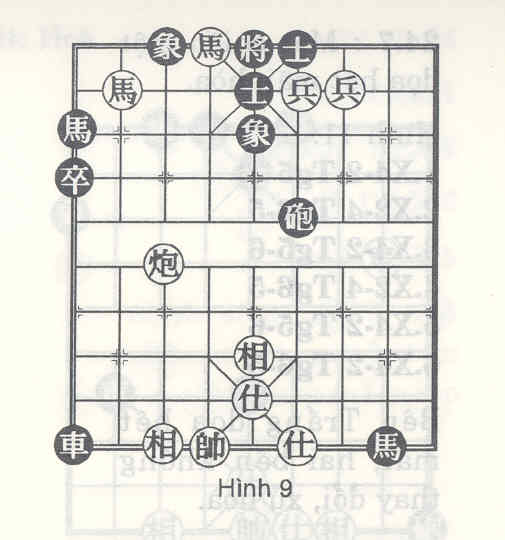 象 馬 將 士
馬 士 兵 兵
馬 象
卒
砲
炮
相
仕
車 相 帥 仕 馬
Hình 9